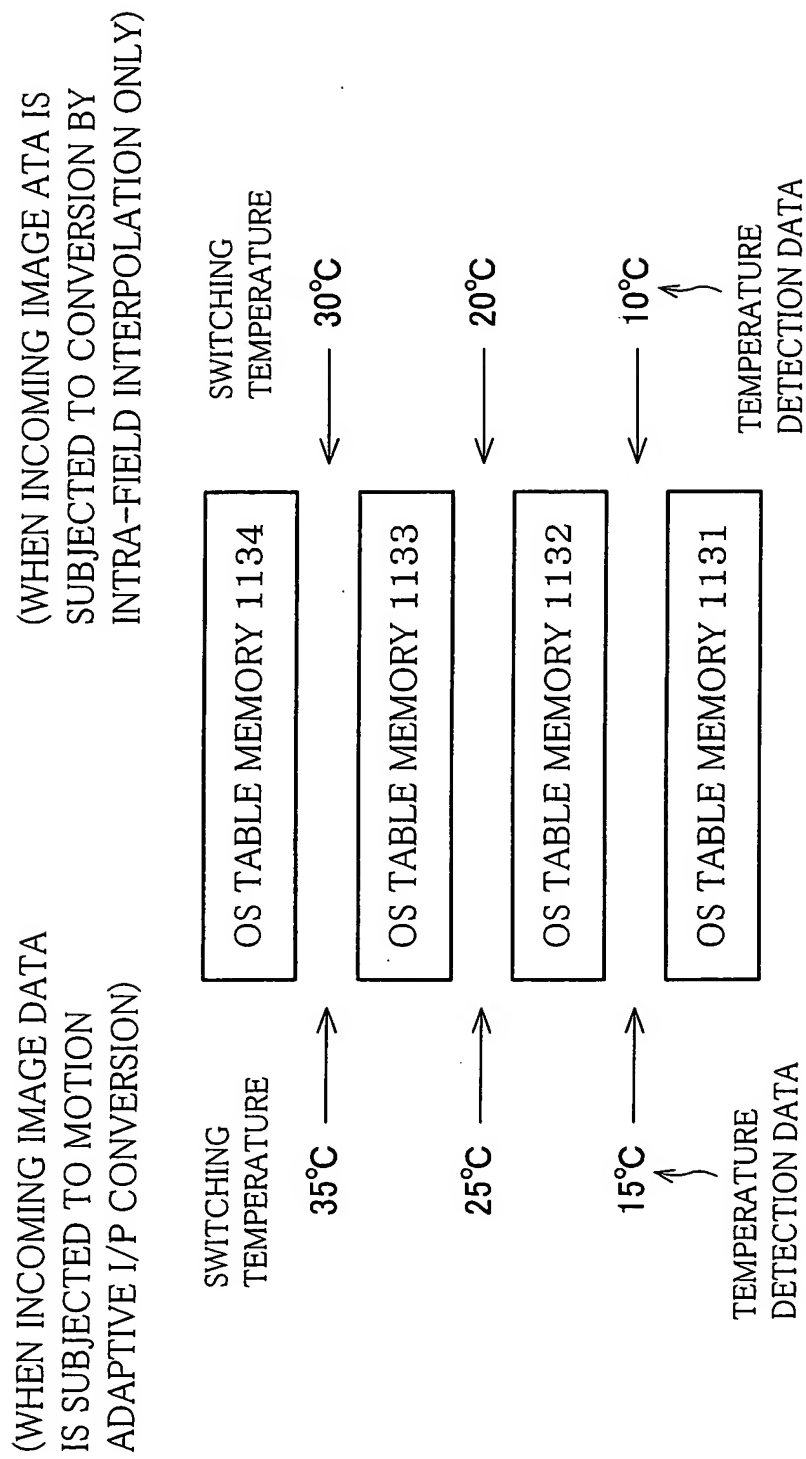 (WHEN INCOMING IMAGE DATA
IS SUBJECTED TO MOTION
ADAPTIVE I/P CONVERSION)
(WHEN INCOMING IMAGE ATA IS
SUBJECTED TO CONVERSION BY
INTRA-FIELD INTERPOLATION ONLY)
SWITCHING
TEMPERATURE
SWITCHING
TEMPERATURE
35°C
OS TABLE MEMORY 1134
30°C
OS TABLE MEMORY 1133
25°C
20°C
OS TABLE MEMORY 1132
15°C
10°C
OS TABLE MEMORY 1131
TEMPERATURE
DETECTION DATA
TEMPERATURE
DETECTION DATA